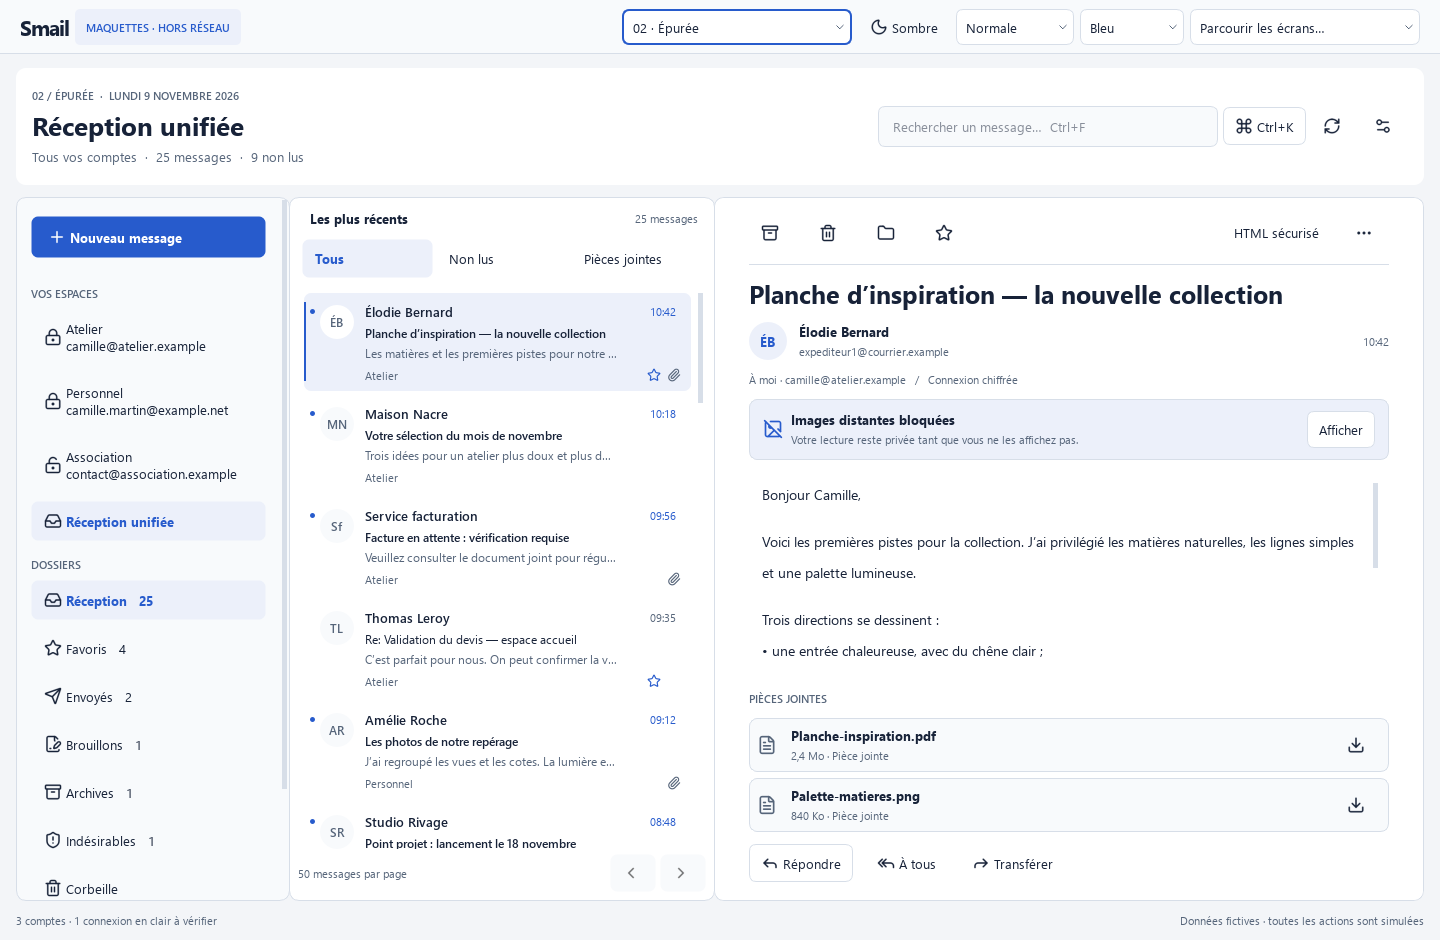 Smail
MAQUETTES · HORS RÉSEAU
02 · Épurée
Sombre
Normale
Bleu
Parcourir les écrans...
02 / ÉPURÉE · LUNDI 9 NOVEMBRE 2026
Réception unifiée
Tous vos comptes · 25 messages · 9 non lus
Rechercher un message... Ctrl+F
Ctrl+K
Nouveau message
VOS ESPACES
Atelier
camille@atelier.example
Personnel
camille.martin@example.net
Association
contact@association.example
Réception unifiée
DOSSIERS
Réception 25
Favoris 4
Envoyés 2
Brouillons 1
Archives 1
Indésirables 1
Corbeille
Les plus récents
25 messages
Tous
Non lus
Pièces jointes
ÉB
Élodie Bernard
10:42
Planche d’inspiration — la nouvelle collection
Les matières et les premières pistes pour notre ...
Atelier
MN
Maison Nacre
10:18
Votre sélection du mois de novembre
Trois idées pour un atelier plus doux et plus d...
Atelier
Sf
Service facturation
09:56
Facture en attente : vérification requise
Veuillez consulter le document joint pour régu...
Atelier
TL
Thomas Leroy
09:35
Re: Validation du devis — espace accueil
C’est parfait pour nous. On peut confirmer la v...
Atelier
AR
Amélie Roche
09:12
Les photos de notre repérage
J’ai regroupé les vues et les cotes. La lumière e...
Personnel
SR
Studio Rivage
08:48
Point projet : lancement le 18 novembre
50 messages par page
HTML sécurisé
Planche d’inspiration — la nouvelle collection
ÉB
Élodie Bernard
expediteur1@courrier.example
10:42
À moi · camille@atelier.example / Connexion chiffrée
Images distantes bloquées
Votre lecture reste privée tant que vous ne les affichez pas.
Afficher
Bonjour Camille,
Voici les premières pistes pour la collection. J’ai privilégié les matières naturelles, les lignes simples
et une palette lumineuse.
Trois directions se dessinent :
• une entrée chaleureuse, avec du chêne clair ;
PIÈCES JOINTES
Planche-inspiration.pdf
2,4 Mo · Pièce jointe
Palette-matieres.png
840 Ko · Pièce jointe
Répondre
À tous
Transférer
3 comptes · 1 connexion en clair à vérifier
Données fictives · toutes les actions sont simulées